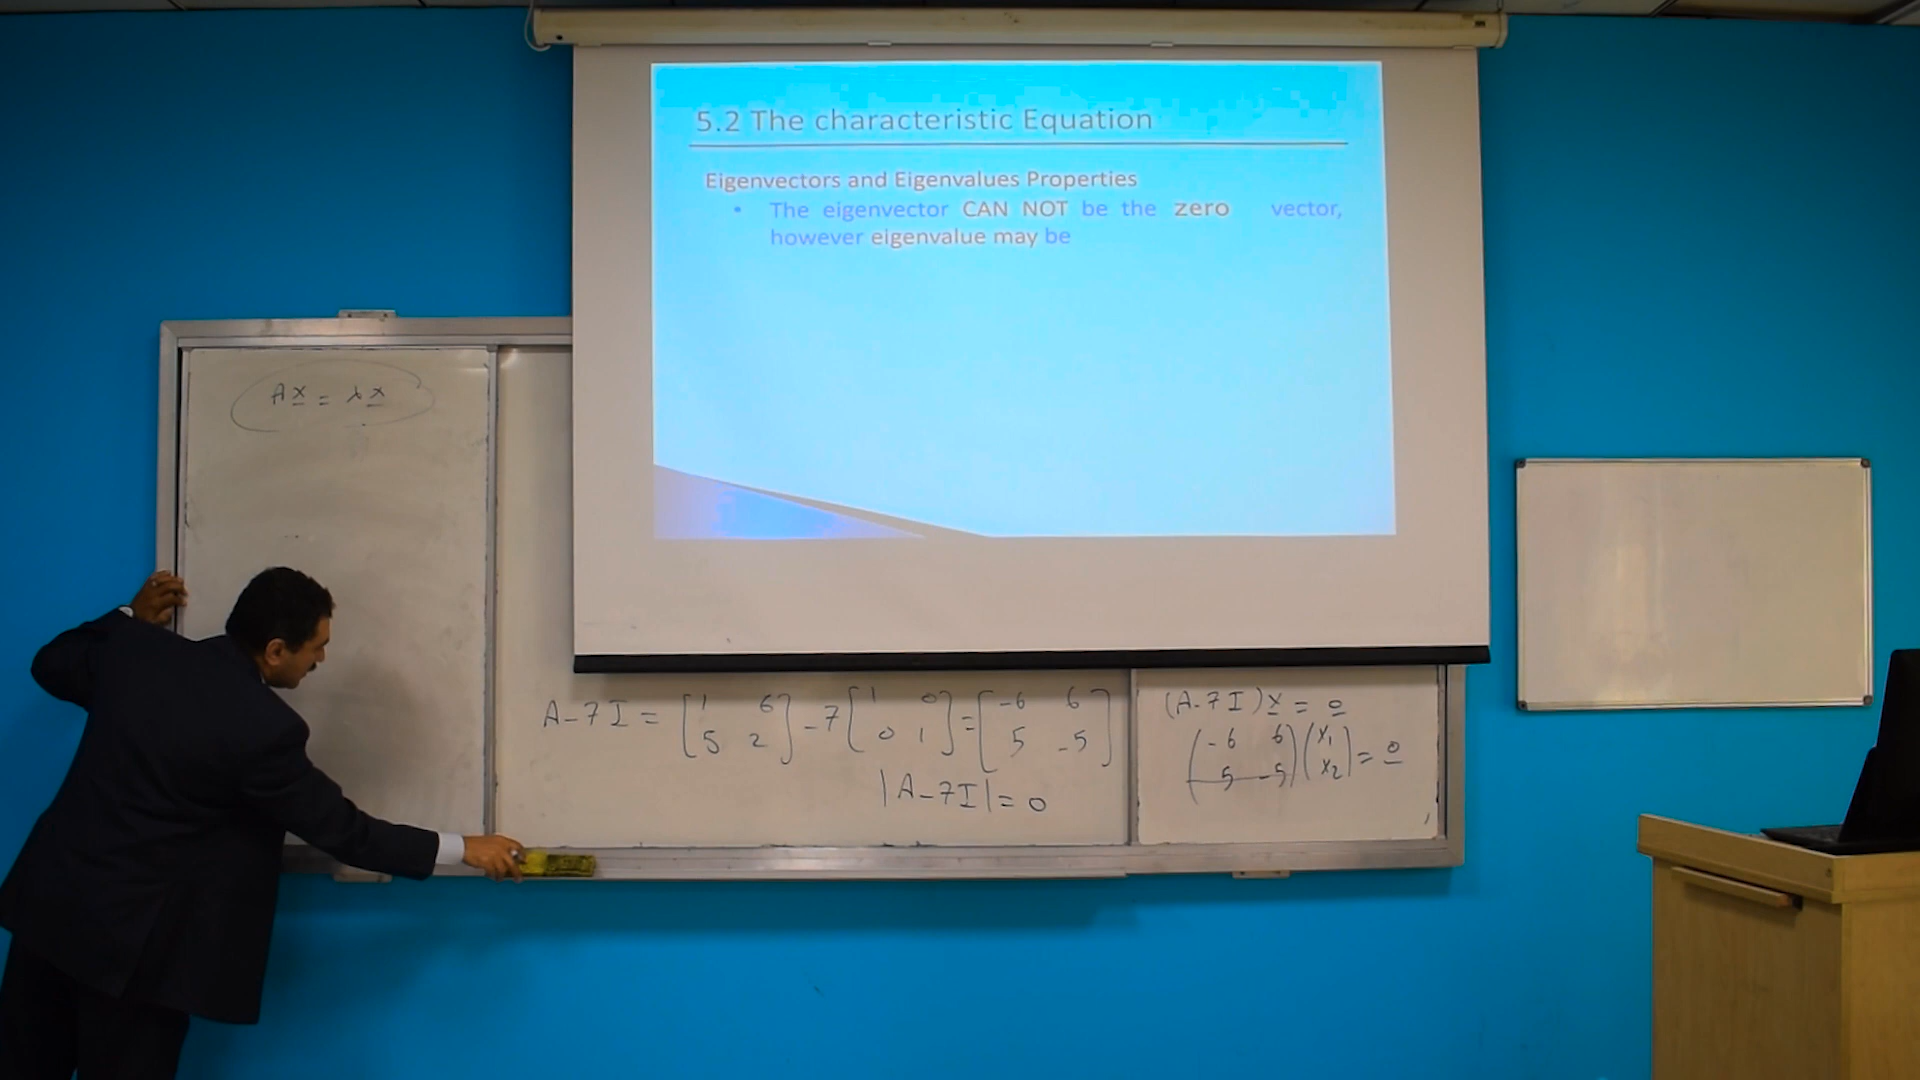 5.2 The characteristic Equation
Eigenvectors and Eigenvalues Properties
• The eigenvector CAN NOT be the zero vector,
however eigenvalue may be
Ax = λx
A-7I = [1 6; 5 2] -7 [1 0; 0 1] = [-6 6; 5 -5]
|A-7I| = 0
(A-7I)x = 0
(-6 6; 5 -5)(x1; x2) = 0